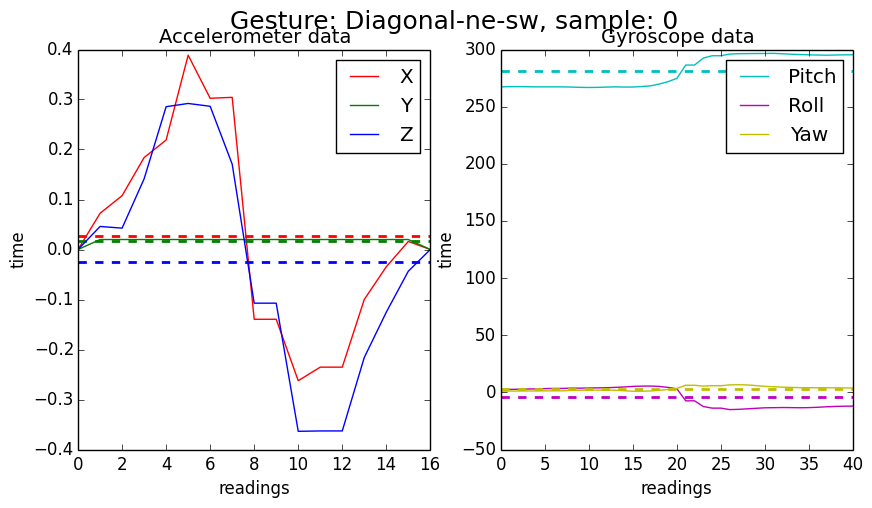 Gesture: Diagonal-ne-sw, sample: 0
Accelerometer data
0.4
0.3
0.2
0.1
0.0
−0.1
−0.2
−0.3
−0.4
time
X
Y
Z
0 2 4 6 8 10 12 14 16
readings
Gyroscope data
300
250
200
150
100
50
0
−50
time
Pitch
Roll
Yaw
0 5 10 15 20 25 30 35 40
readings